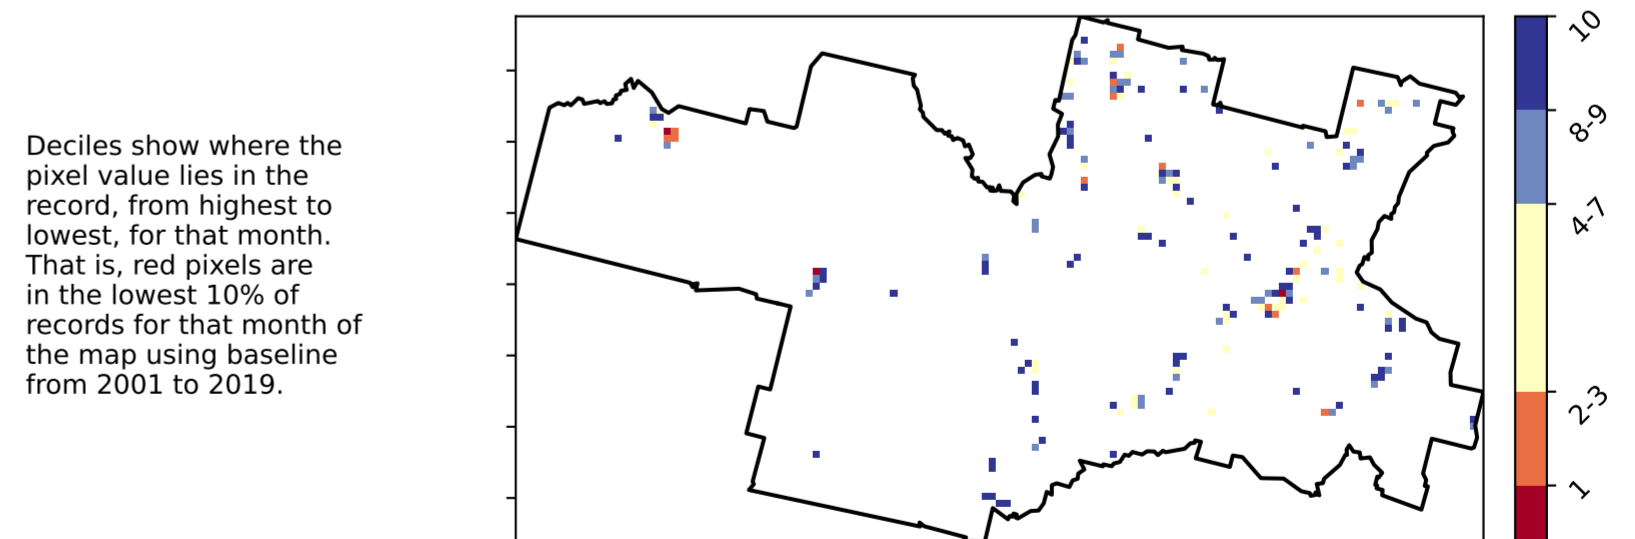 Deciles show where the
pixel value lies in the
record, from highest to
lowest, for that month.
That is, red pixels are
in the lowest 10% of
records for that month of
the map using baseline
from 2001 to 2019.
10
8-9
4-7
2-3
1